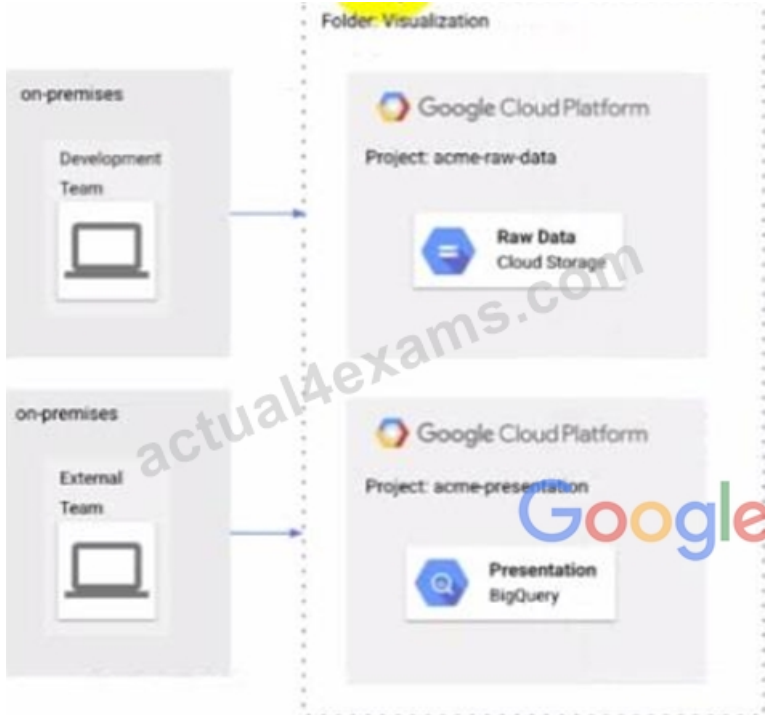 Folder: Visualization
on-premises
Development
Team
Google Cloud Platform
Project: acme-raw-data
Raw Data
Cloud Storage
actual4exams.com
on-premises
External
Team
Google Cloud Platform
Project: acme-presentation
Google
Presentation
BigQuery